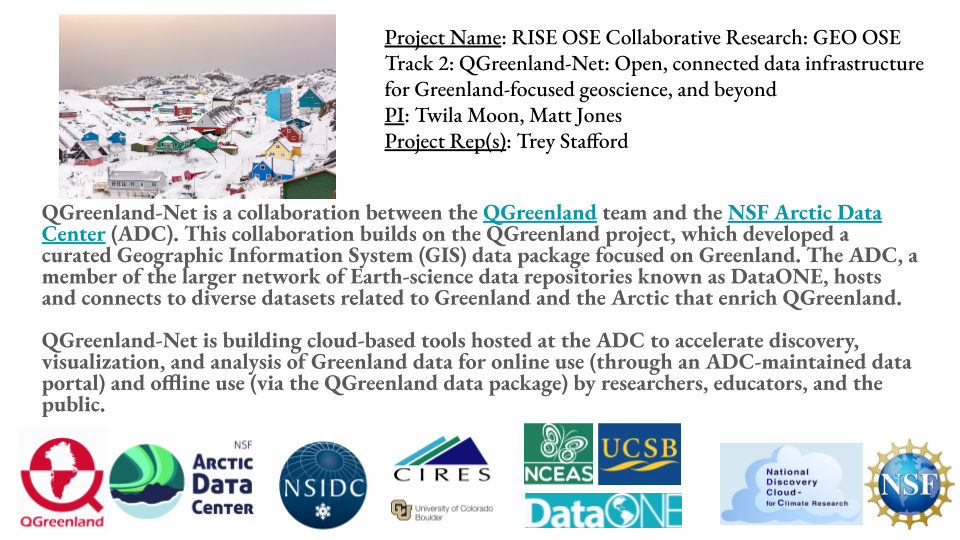 Project Name: RISE OSE Collaborative Research: GEO OSE
Track 2: QGreenland-Net: Open, connected data infrastructure
for Greenland-focused geoscience, and beyond
PI: Twila Moon, Matt Jones
Project Rep(s): Trey Stafford
QGreenland-Net is a collaboration between the QGreenland team and the NSF Arctic Data
Center (ADC). This collaboration builds on the QGreenland project, which developed a
curated Geographic Information System (GIS) data package focused on Greenland. The ADC, a
member of the larger network of Earth-science data repositories known as DataONE, hosts
and connects to diverse datasets related to Greenland and the Arctic that enrich QGreenland.
QGreenland-Net is building cloud-based tools hosted at the ADC to accelerate discovery,
visualization, and analysis of Greenland data for online use (through an ADC-maintained data
portal) and offline use (via the QGreenland data package) by researchers, educators, and the
public.
QGreenland
NSF
Arctic
Data
Center
NSIDC
CIRES
University of Colorado
Boulder
NCEAS
UCSB
DataONE
National
Discovery
Cloud-
for Climate Research
NSF